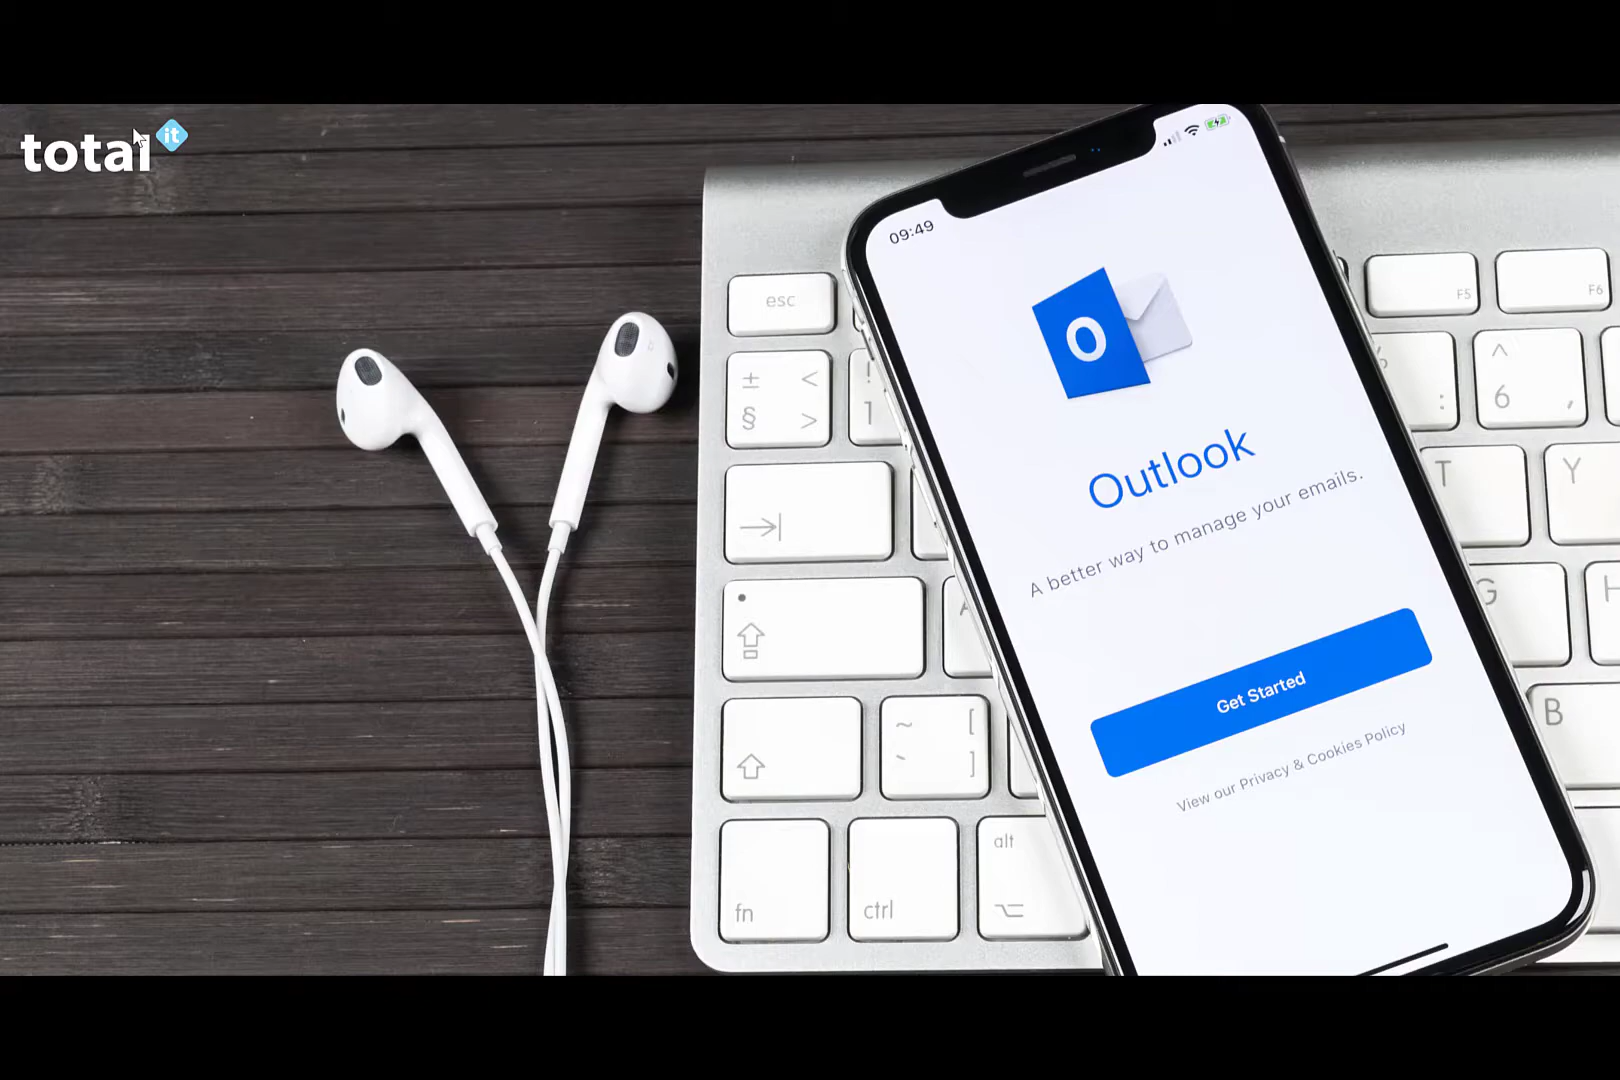 total it
09:49
O
Outlook
A better way to manage your emails.
Get Started
View our Privacy & Cookies Policy
esc
F5
F6
± <
§ >
!
1
%
:
^
6 ,
→|
T
Y
A
G
H
~ [
` ]
B
fn
ctrl
alt